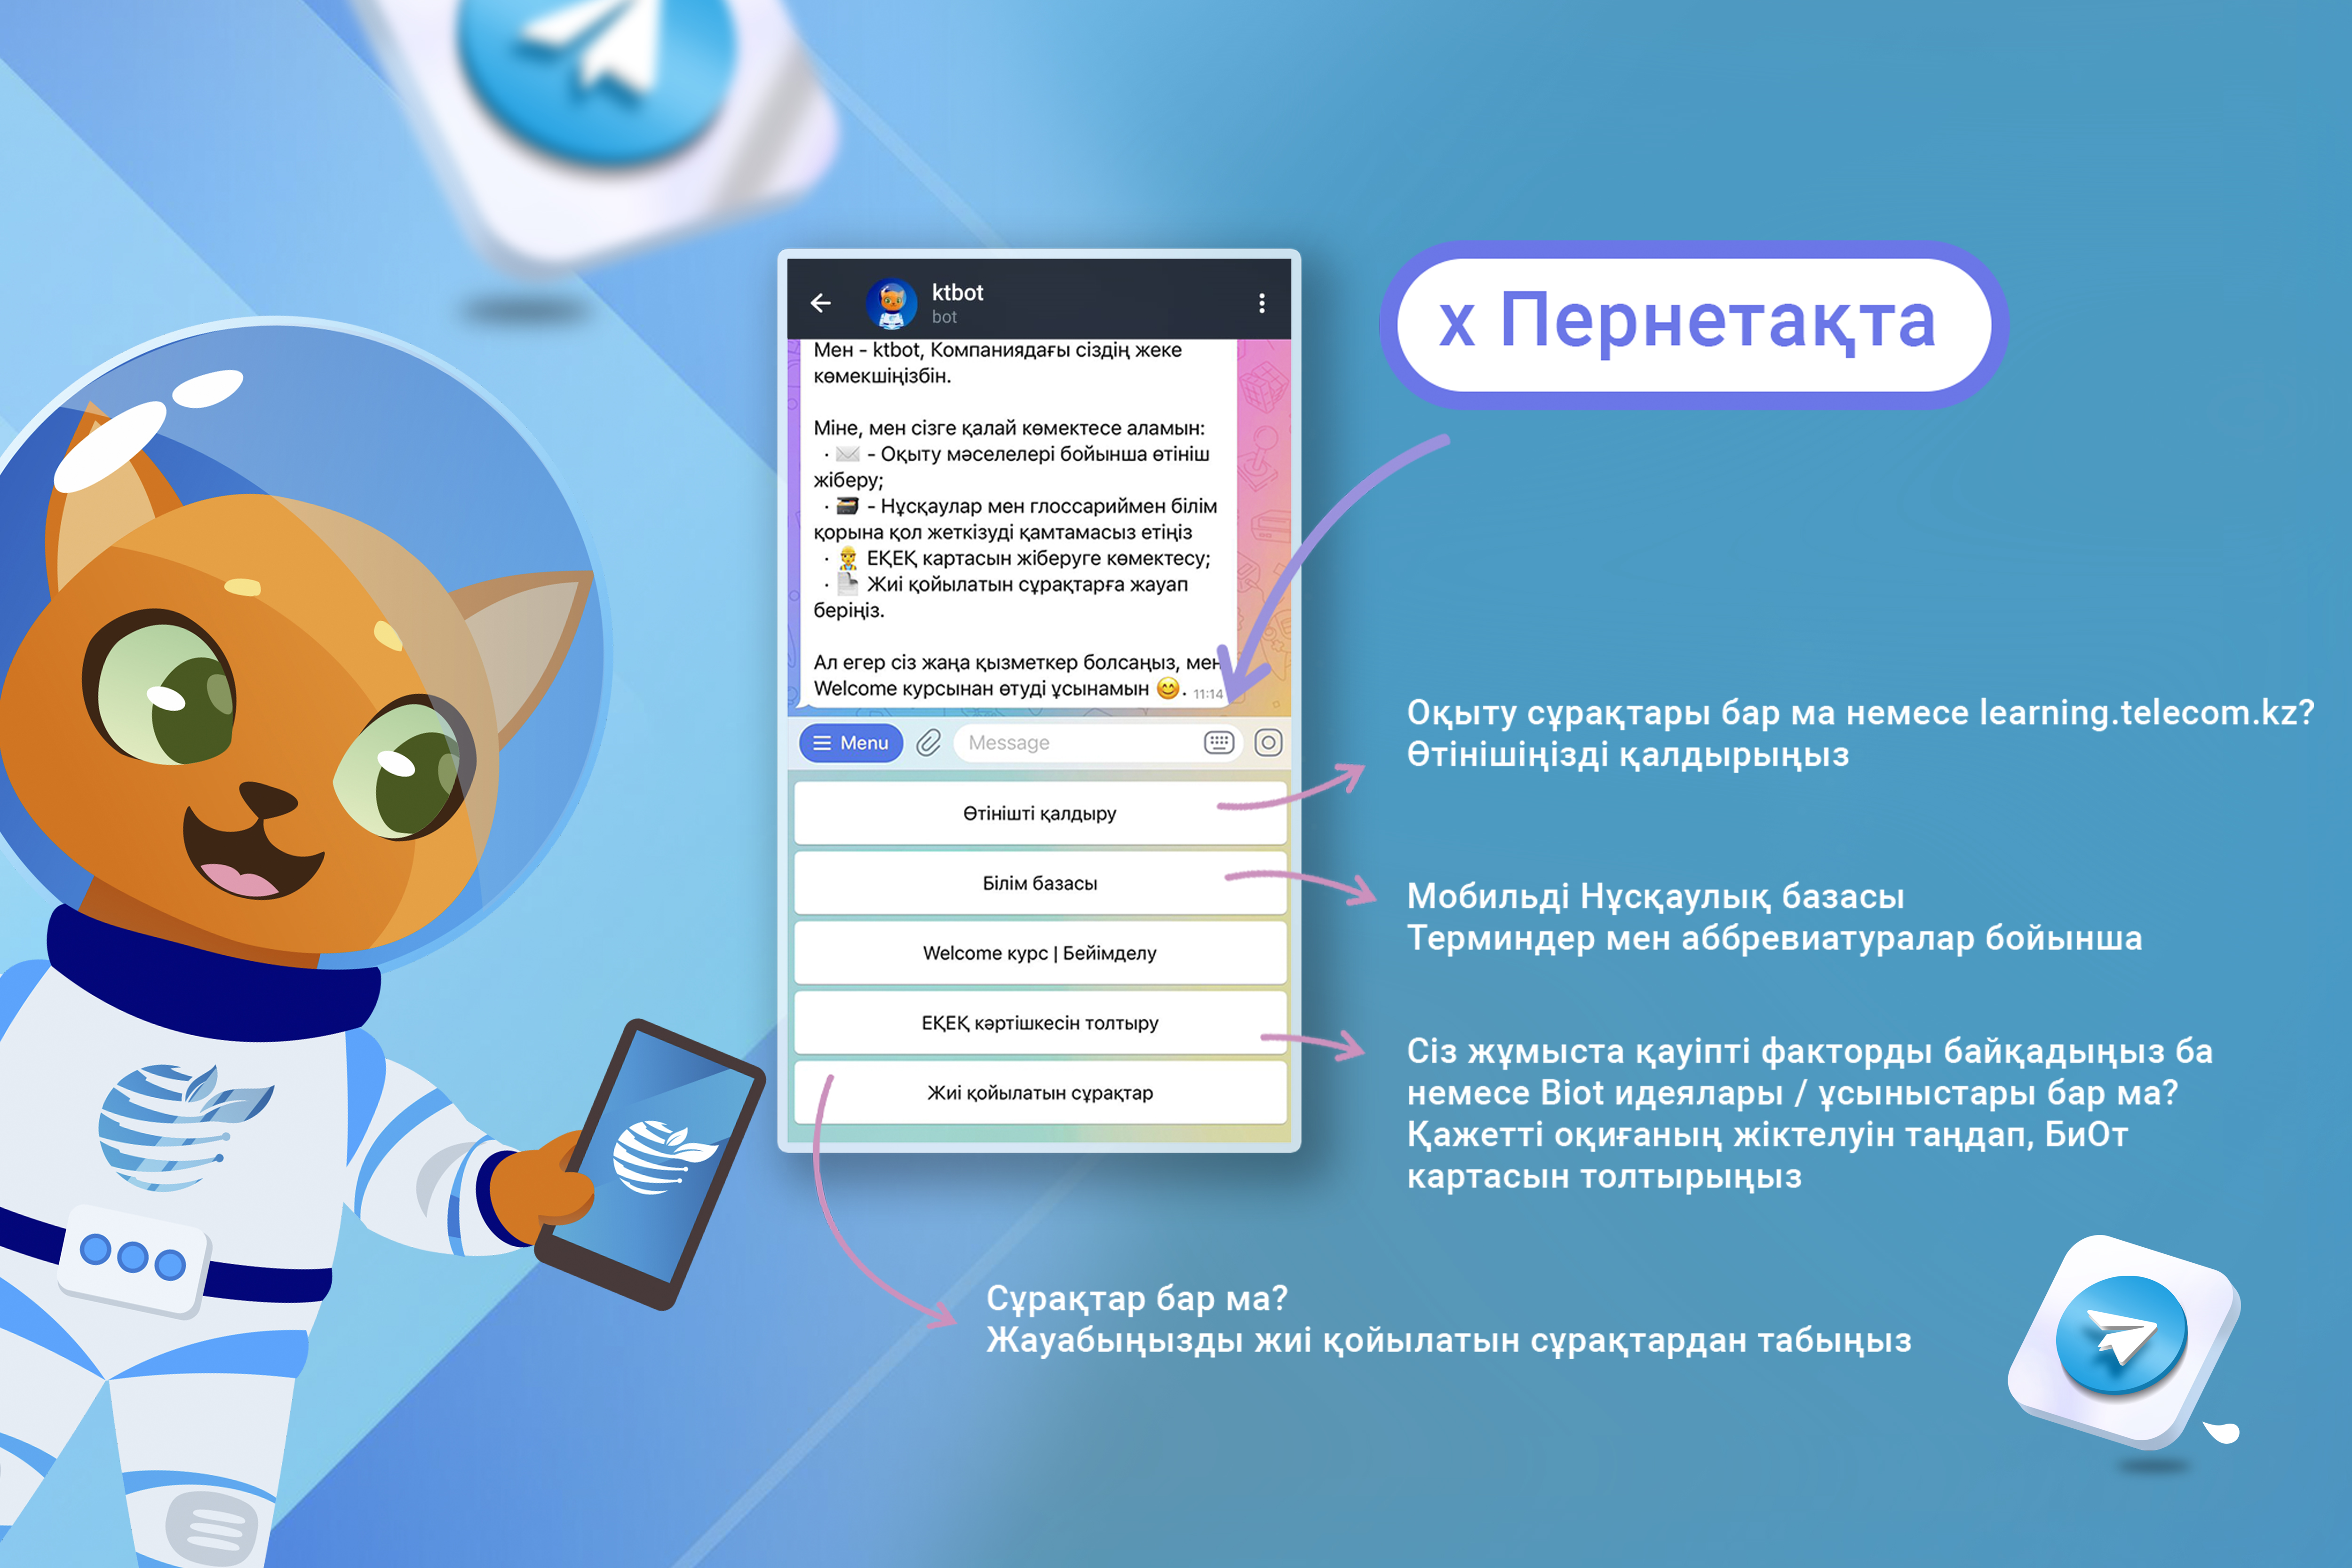 ktbot
bot
Мен - ktbot, Компаниядағы сіздің жеке
көмекшіңізбін.
Міне, мен сізге қалай көмектесе аламын:
· ✉️ - Оқыту мәселелері бойынша өтініш
жіберу;
· 🗃 - Нұсқаулар мен глоссариймен білім
қорына қол жеткізуді қамтамасыз етіңіз
· 👷 ЕҚЕҚ картасын жіберуге көмектесу;
· 📄 Жиі қойылатын сұрақтарға жауап
беріңіз.
Ал егер сіз жаңа қызметкер болсаңыз, мен
Welcome курсынан өтуді ұсынамын 😊. 11:14
Menu
Message
Өтінішті қалдыру
Білім базасы
Welcome курс | Бейімделу
ЕҚЕҚ кәртішкесін толтыру
Жиі қойылатын сұрақтар
х Пернетақта
Оқыту сұрақтары бар ма немесе learning.telecom.kz?
Өтінішіңізді қалдырыңыз
Мобильді Нұсқаулық базасы
Терминдер мен аббревиатуралар бойынша
Сіз жұмыста қауіпті факторды байқадыңыз ба
немесе Biot идеялары / ұсыныстары бар ма?
Қажетті оқиғаның жіктелуін таңдап, БиОт
картасын толтырыңыз
Сұрақтар бар ма?
Жауабыңызды жиі қойылатын сұрақтардан табыңыз